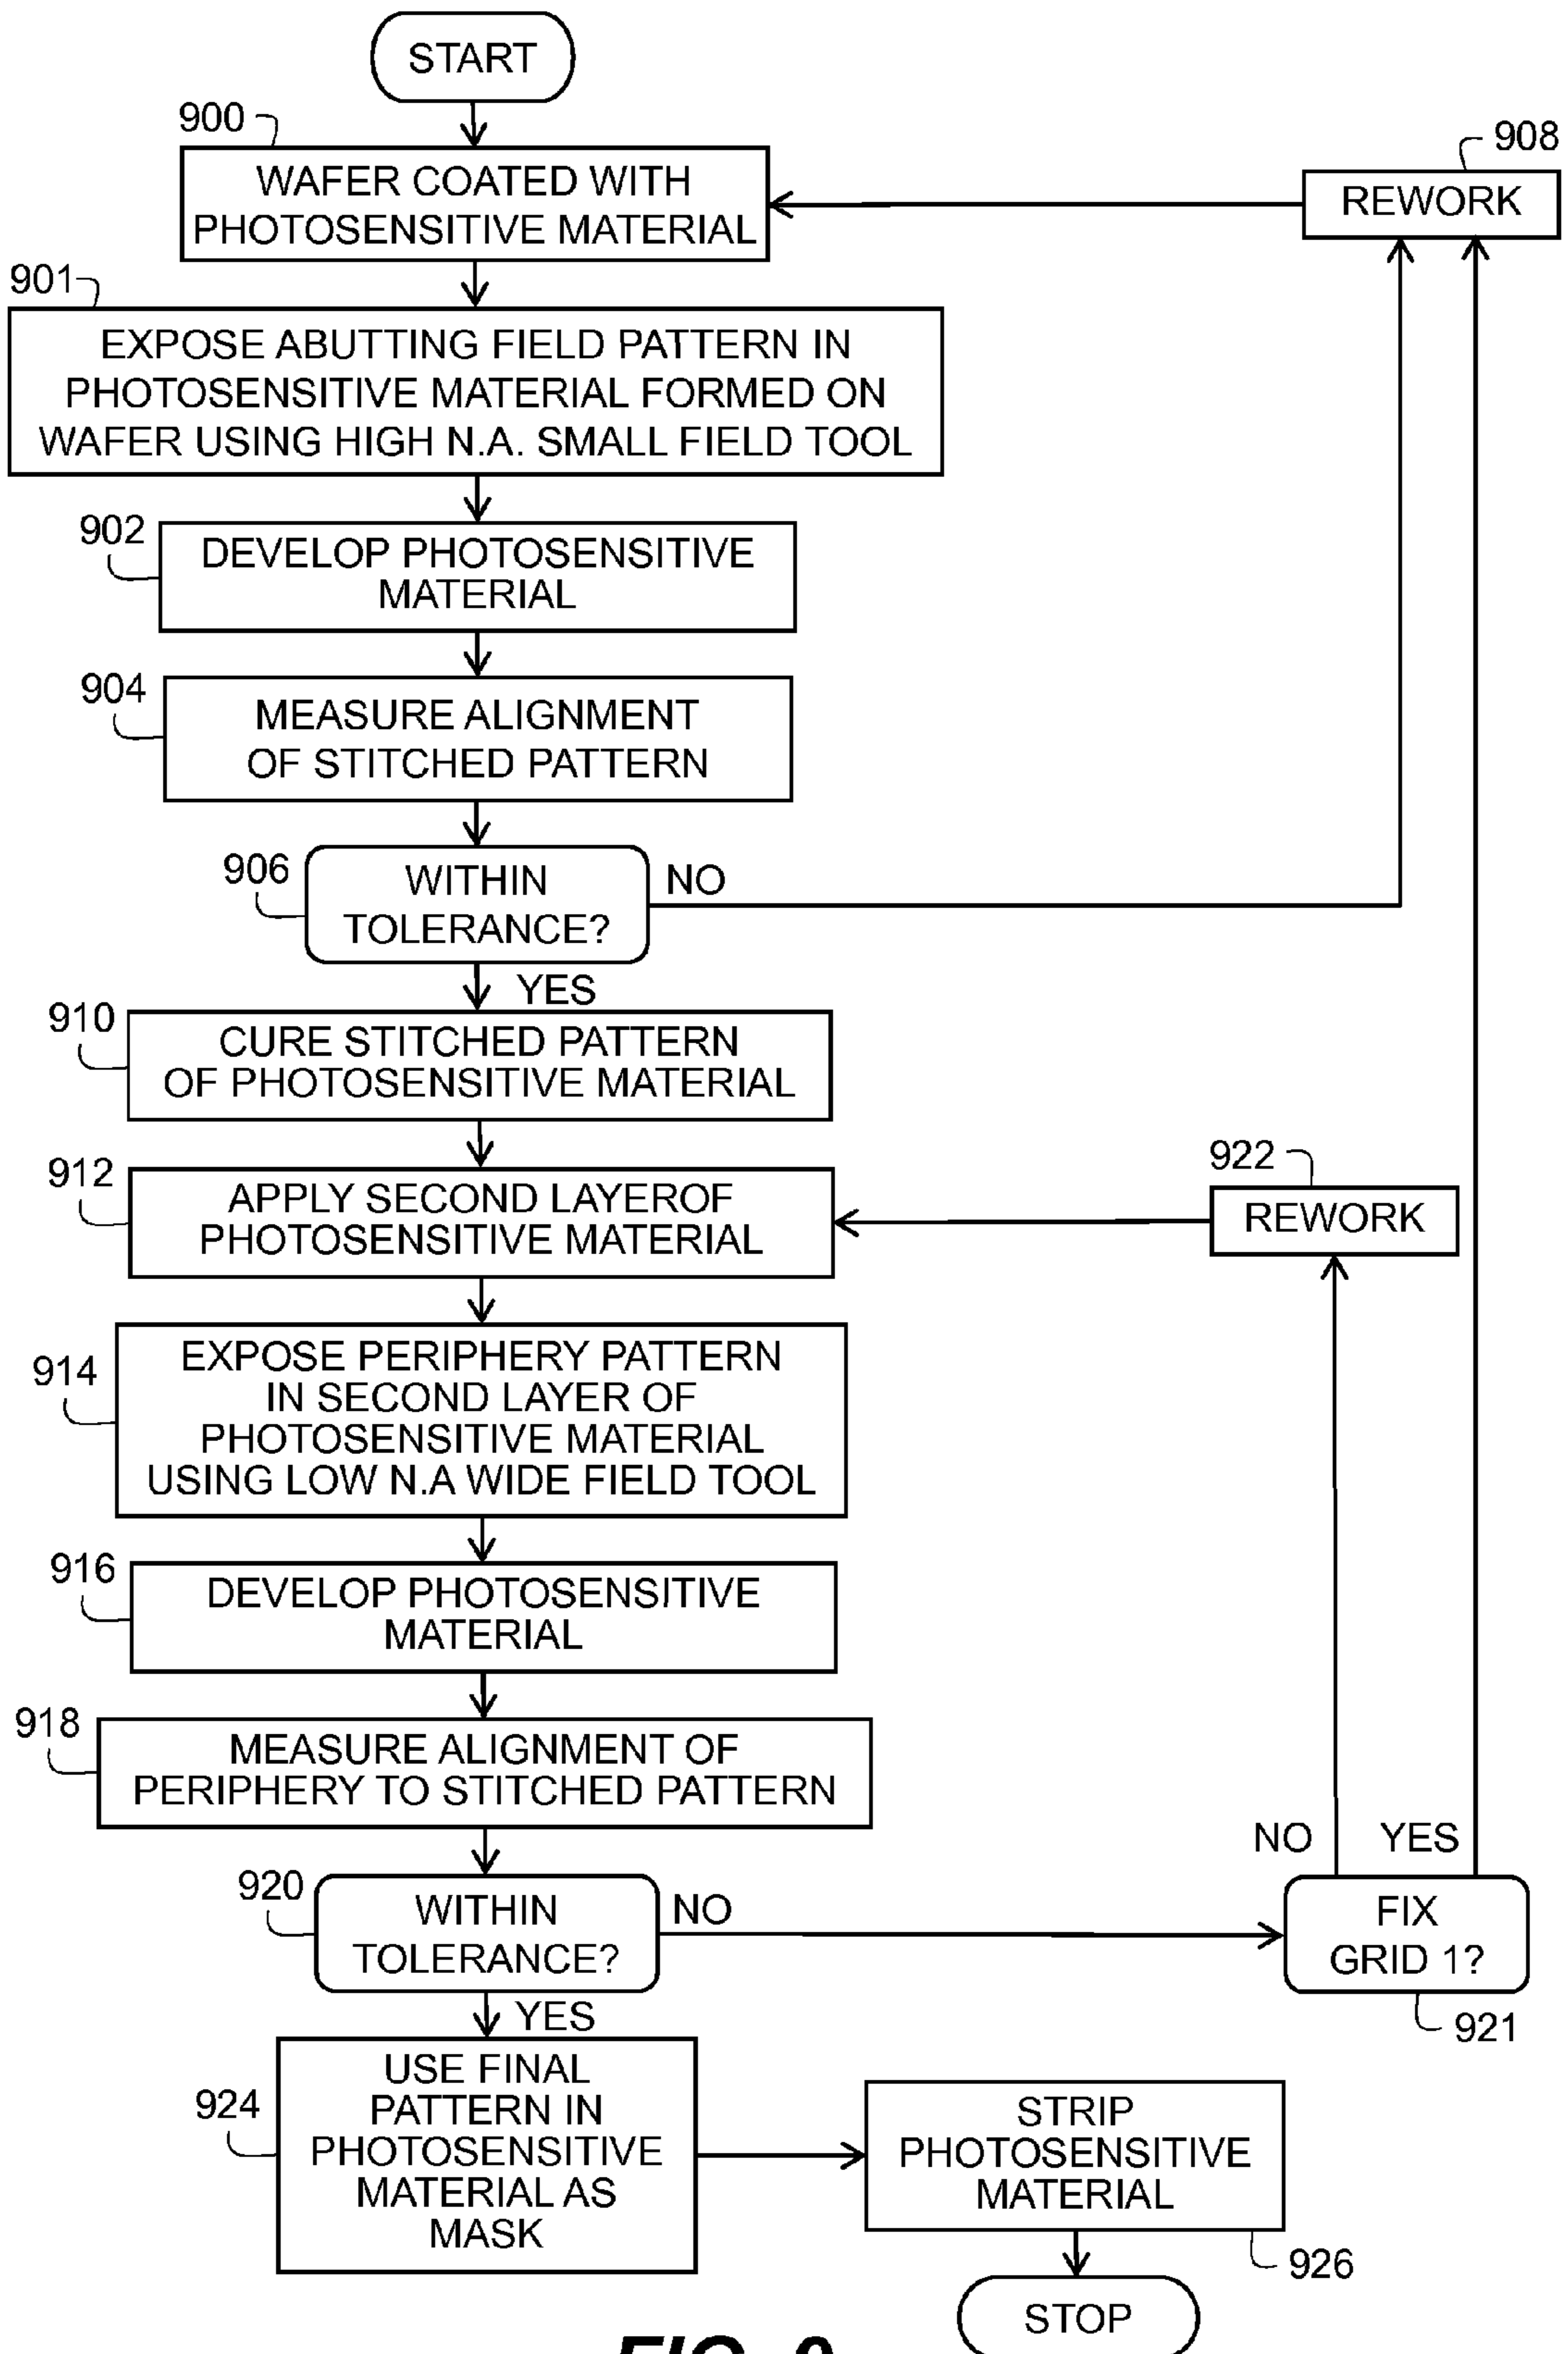 START
900
WAFER COATED WITH
PHOTOSENSITIVE MATERIAL
908
REWORK
901
EXPOSE ABUTTING FIELD PATTERN IN
PHOTOSENSITIVE MATERIAL FORMED ON
WAFER USING HIGH N.A. SMALL FIELD TOOL
902
DEVELOP PHOTOSENSITIVE
MATERIAL
904
MEASURE ALIGNMENT
OF STITCHED PATTERN
906
WITHIN
TOLERANCE?
NO
YES
910
CURE STITCHED PATTERN
OF PHOTOSENSITIVE MATERIAL
912
APPLY SECOND LAYEROF
PHOTOSENSITIVE MATERIAL
922
REWORK
914
EXPOSE PERIPHERY PATTERN
IN SECOND LAYER OF
PHOTOSENSITIVE MATERIAL
USING LOW N.A WIDE FIELD TOOL
916
DEVELOP PHOTOSENSITIVE
MATERIAL
918
MEASURE ALIGNMENT OF
PERIPHERY TO STITCHED PATTERN
920
WITHIN
TOLERANCE?
NO
NO
YES
FIX
GRID 1?
921
YES
924
USE FINAL
PATTERN IN
PHOTOSENSITIVE
MATERIAL AS
MASK
STRIP
PHOTOSENSITIVE
MATERIAL
926
STOP